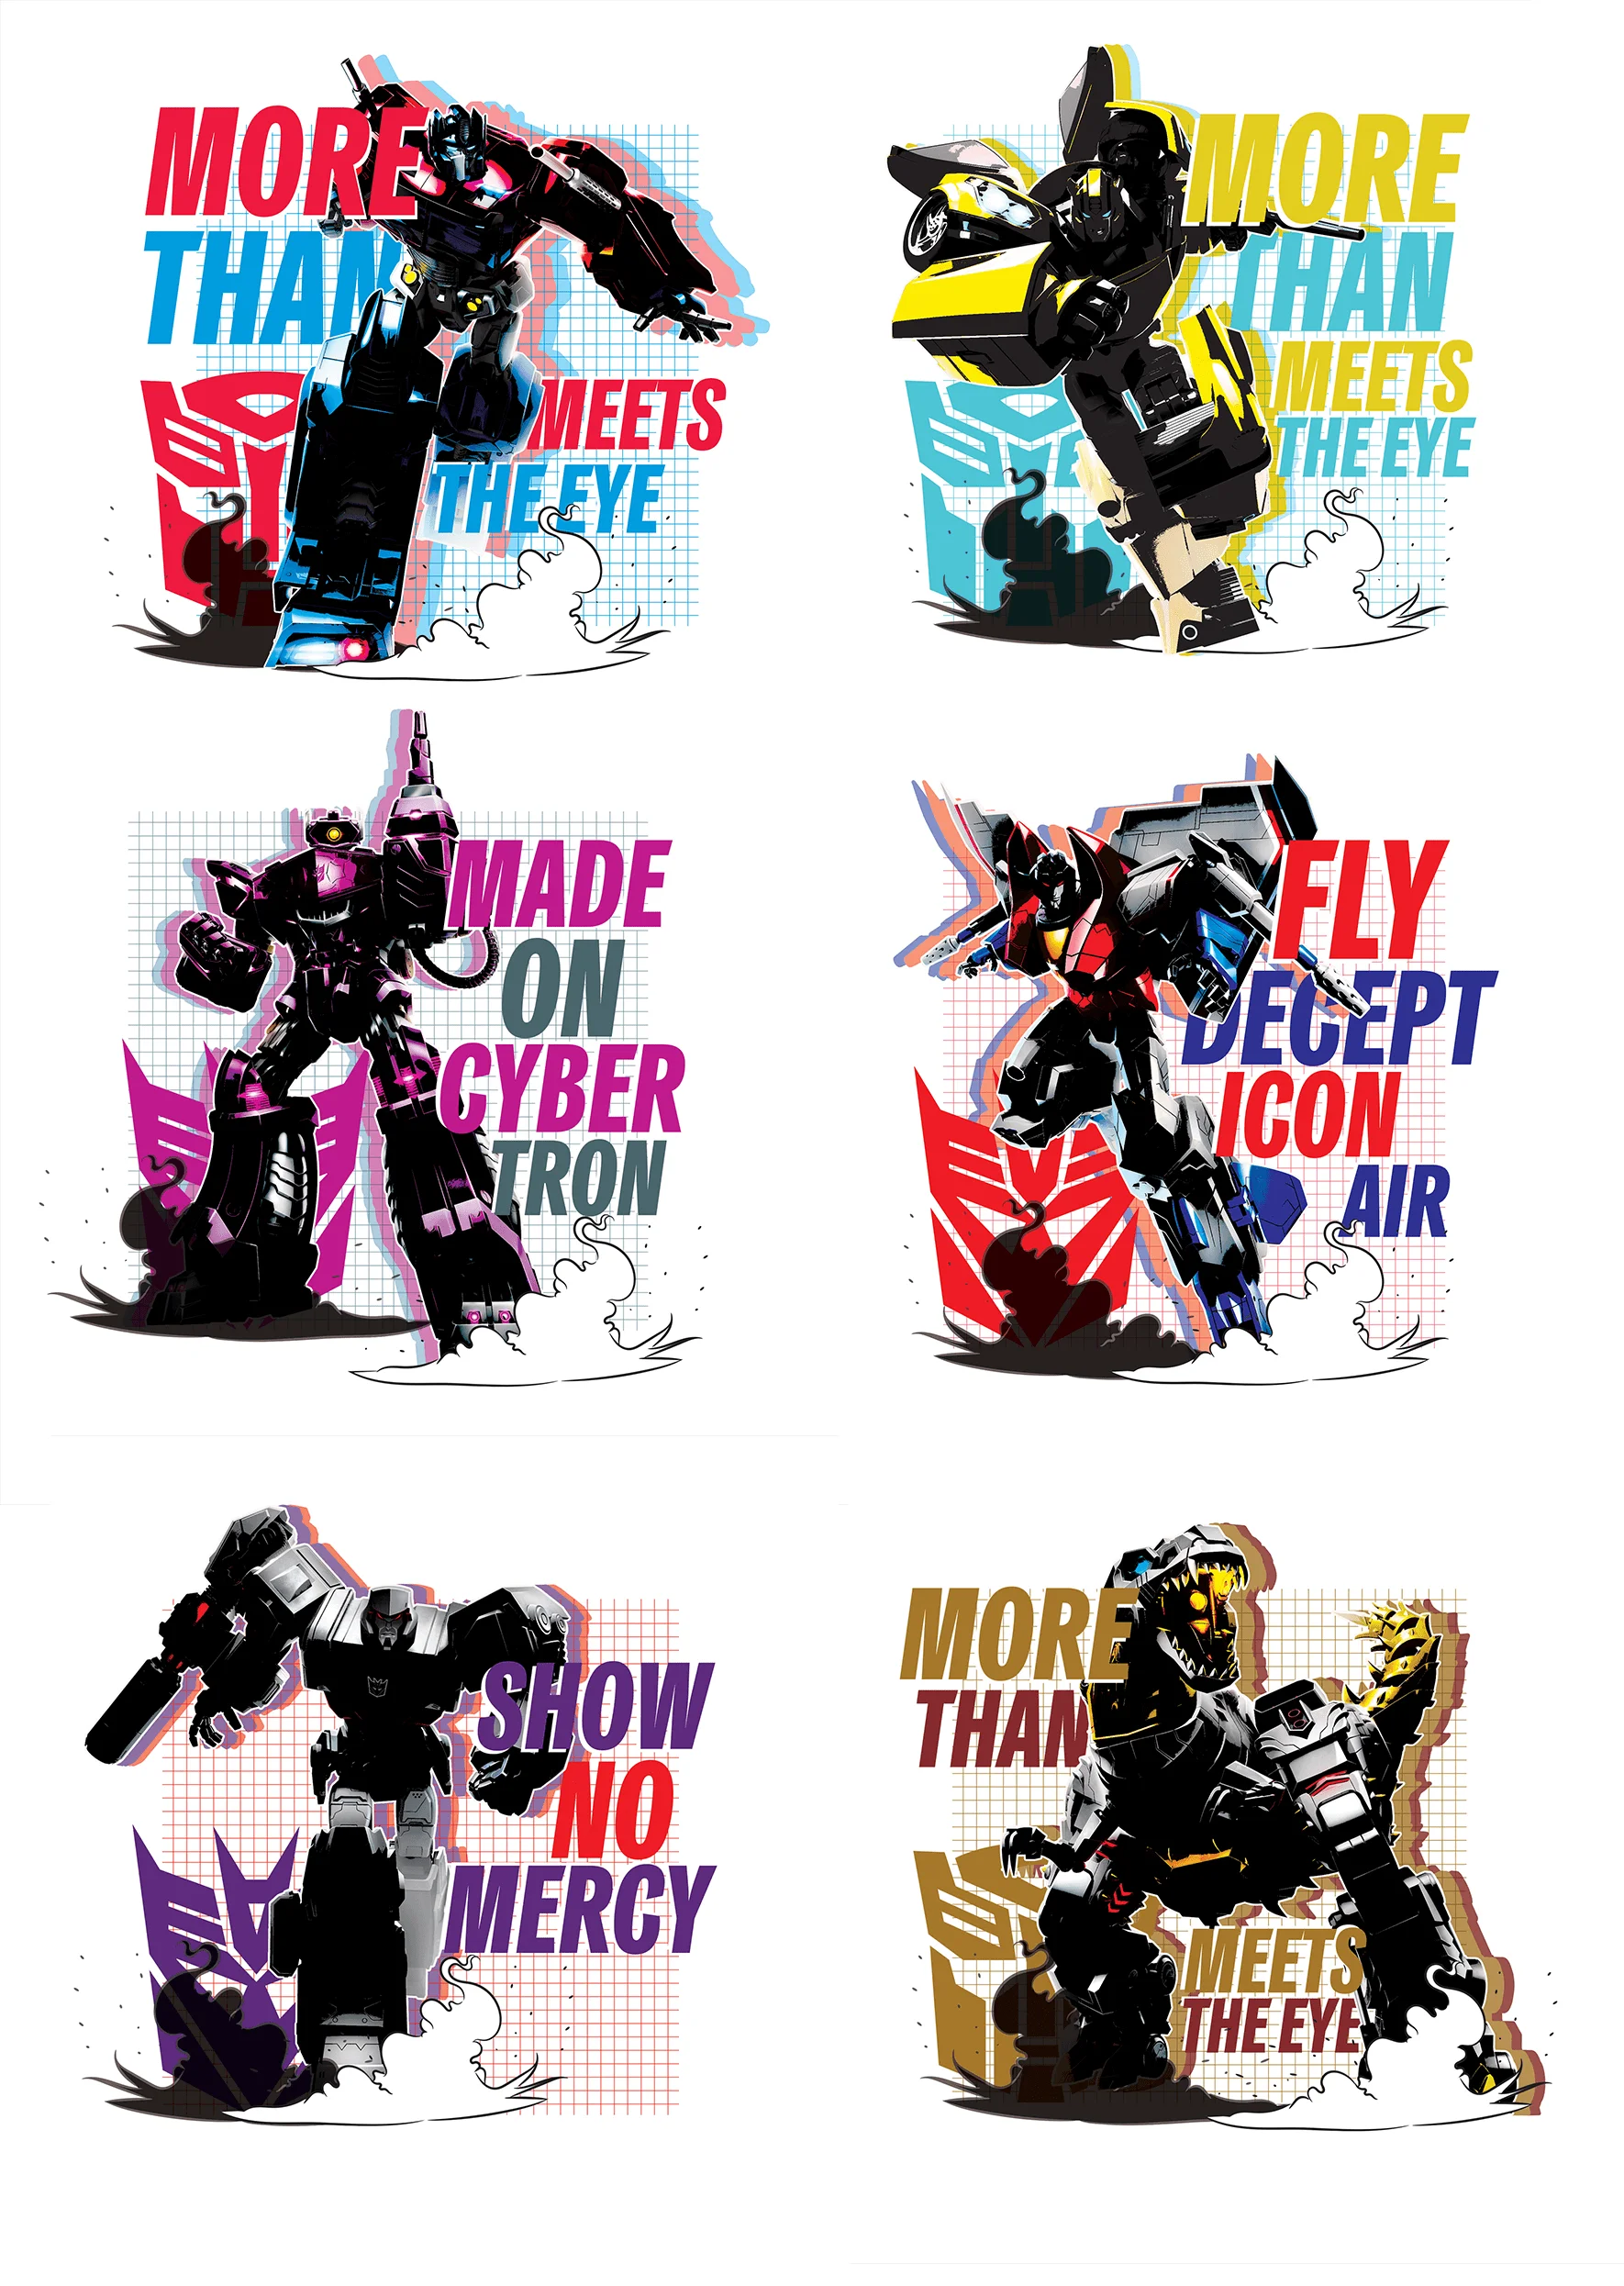 MORE
THAN
MEETS
THE EYE
MORE
THAN
MEETS
THE EYE
MADE
ON
CYBER
TRON
FLY
DECEPT
ICON
AIR
SHOW
NO
MERCY
MORE
THAN
MEETS
THE EYE